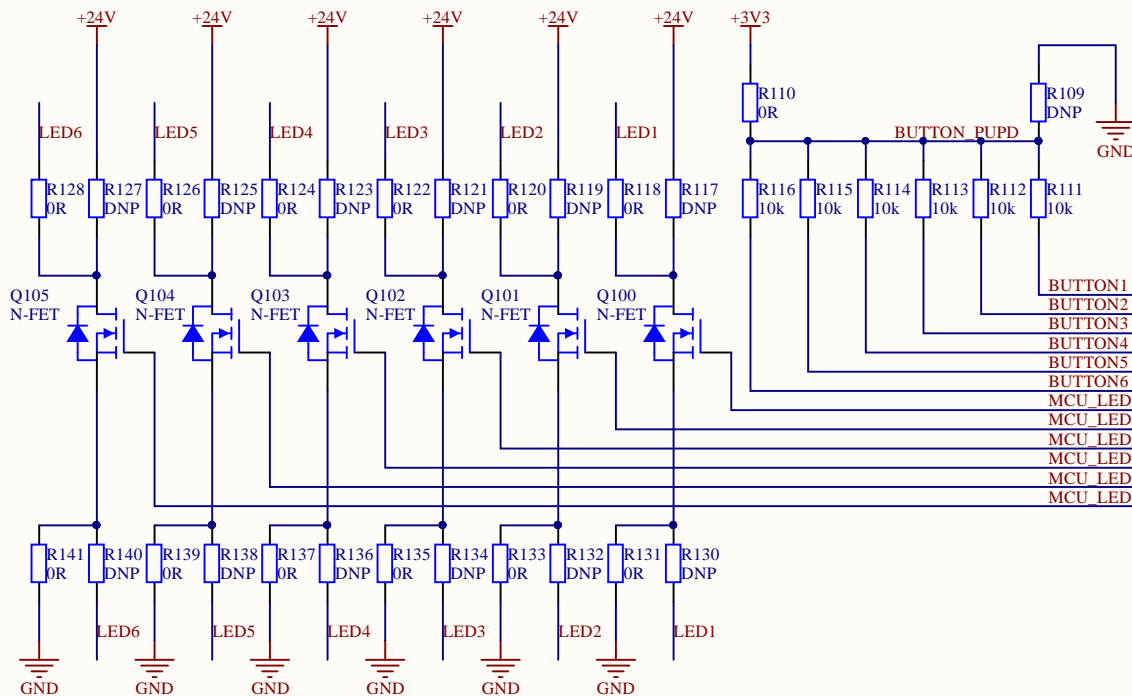 +24V +24V +24V +24V +24V +24V +3V3
R110
0R
R109
DNP
LED6 LED5 LED4 LED3 LED2 LED1 BUTTON_PUPD
GND
R128 R127 R126 R125 R124 R123 R122 R121 R120 R119 R118 R117 R116 R115 R114 R113 R112 R111
0R DNP 0R DNP 0R DNP 0R DNP 0R DNP 0R DNP 10k 10k 10k 10k 10k 10k
Q105 Q104 Q103 Q102 Q101 Q100
N-FET N-FET N-FET N-FET N-FET N-FET
BUTTON1
BUTTON2
BUTTON3
BUTTON4
BUTTON5
BUTTON6
MCU_LED
MCU_LED
MCU_LED
MCU_LED
MCU_LED
MCU_LED
R141 R140 R139 R138 R137 R136 R135 R134 R133 R132 R131 R130
0R DNP 0R DNP 0R DNP 0R DNP 0R DNP 0R DNP
LED6 LED5 LED4 LED3 LED2 LED1
GND GND GND GND GND GND